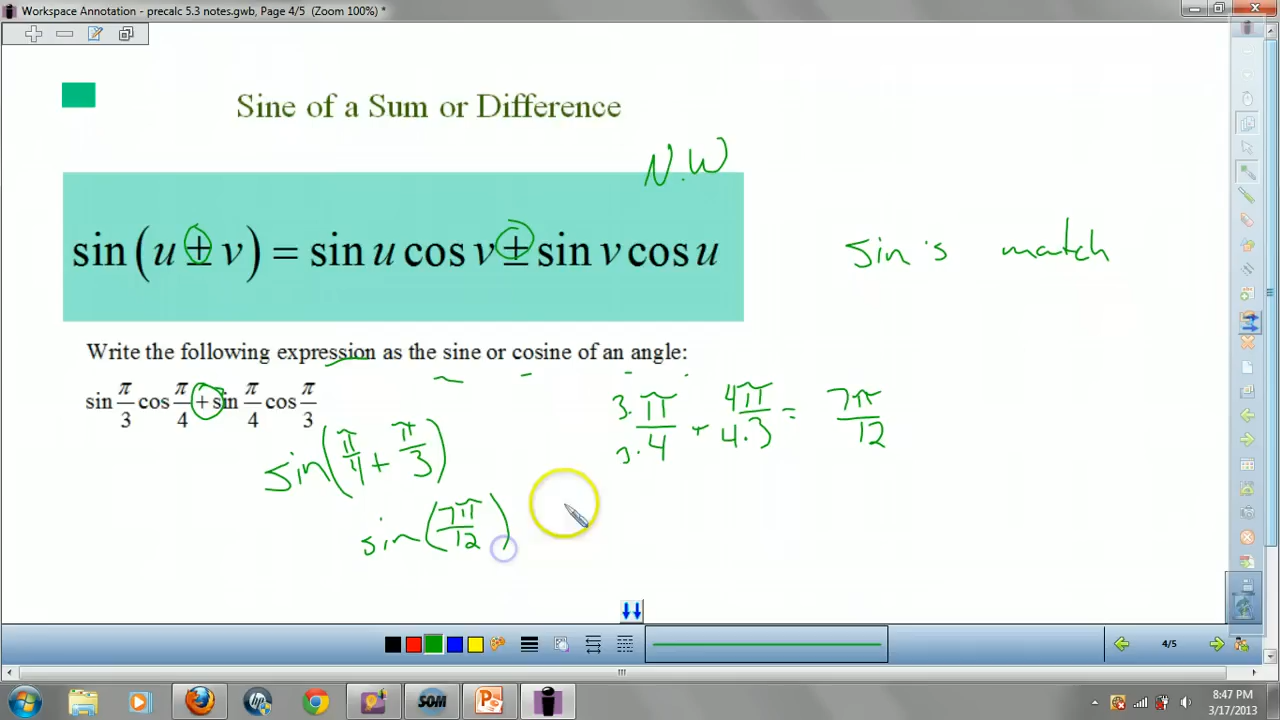 Workspace Annotation - precalc 5.3 notes.gwb, Page 4/5 (Zoom 100%) *
Sine of a Sum or Difference
N.W
sin(u ± v) = sin u cos v ± sin v cos u
sin's match
Write the following expression as the sine or cosine of an angle:
sin π/3 cos π/4 + sin π/4 cos π/3
3·π/3·4 + 4π/4·3 = 7π/12
sin(π/4 + π/3)
sin(7π/12)
4/5
SOM
8:47 PM
3/17/2013